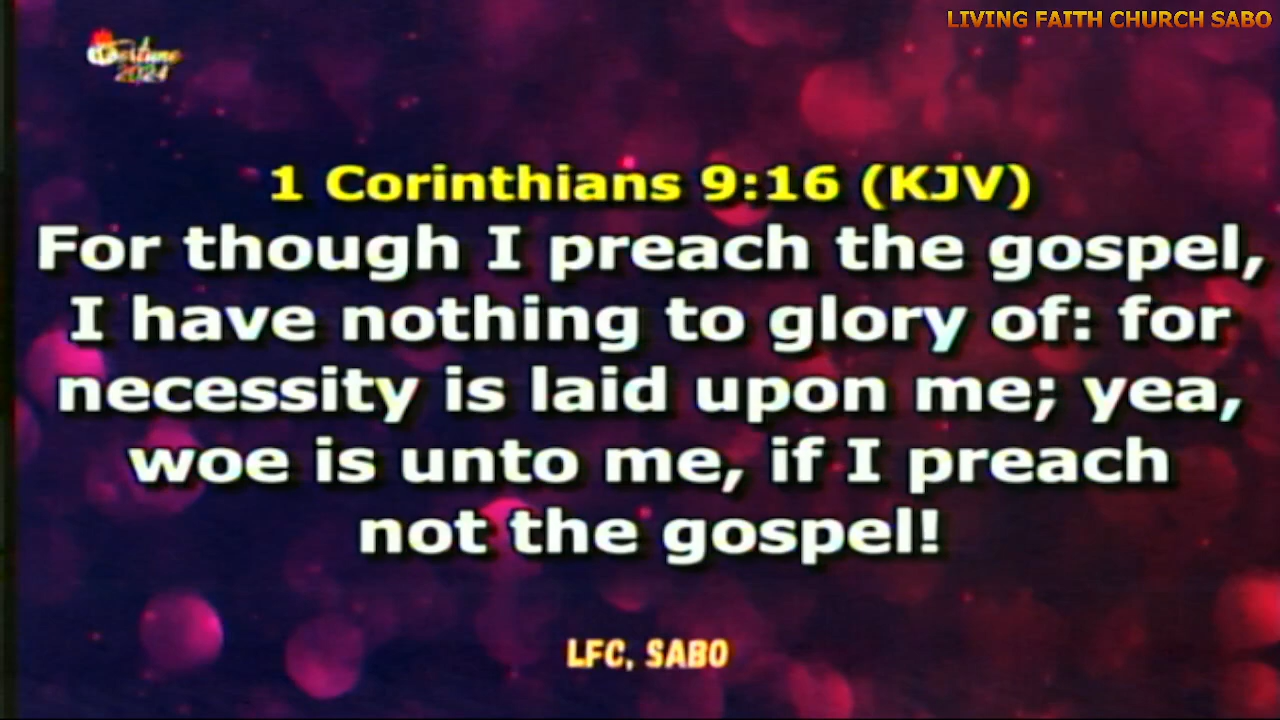 LIVING FAITH CHURCH SABO
2024
1 Corinthians 9:16 (KJV)
For though I preach the gospel,
I have nothing to glory of: for
necessity is laid upon me; yea,
woe is unto me, if I preach
not the gospel!
LFC, SABO